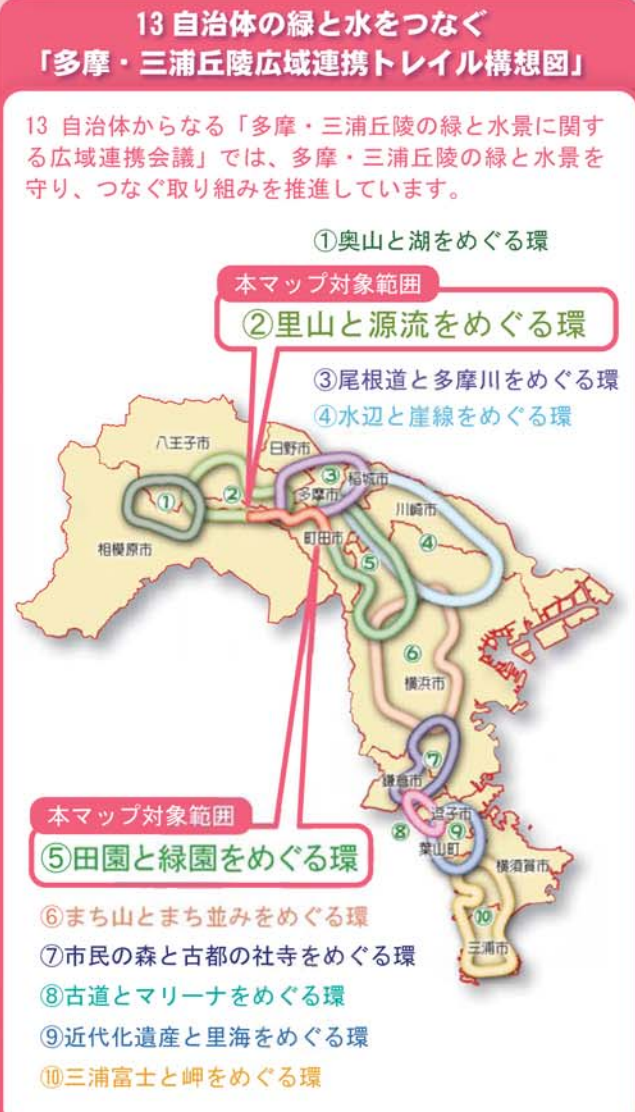 13 自治体の緑と水をつなぐ
「多摩・三浦丘陵広域連携トレイル構想図」
13 自治体からなる「多摩・三浦丘陵の緑と水景に関す
る広域連携会議」では、多摩・三浦丘陵の緑と水景を
守り、つなぐ取り組みを推進しています。
①奥山と湖をめぐる環
本マップ対象範囲
②里山と源流をめぐる環
③尾根道と多摩川をめぐる環
④水辺と崖線をめぐる環
八王子市
日野市
①
②
③
多摩市
稲城市
川崎市
相模原市
町田市
④
⑤
⑥
横浜市
⑦
鎌倉市
逗子市
⑧
⑨
葉山町
横須賀市
⑩
三浦市
本マップ対象範囲
⑤田園と緑園をめぐる環
⑥まち山とまち並みをめぐる環
⑦市民の森と古都の社寺をめぐる環
⑧古道とマリーナをめぐる環
⑨近代化遺産と里海をめぐる環
⑩三浦富士と岬をめぐる環